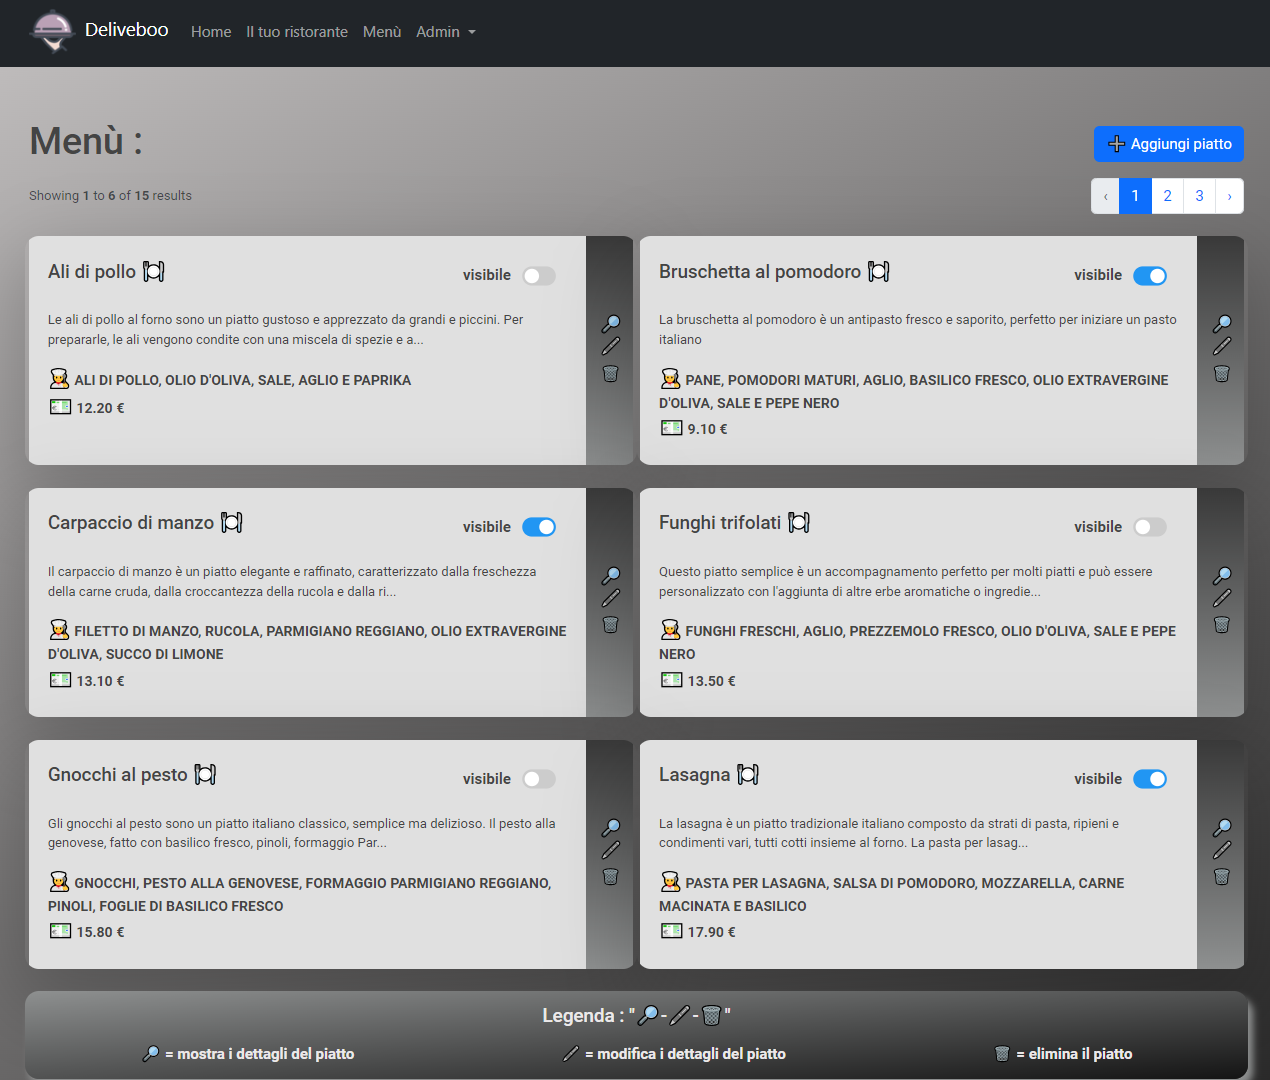 Deliveboo Home Il tuo ristorante Menù Admin
Menù :
Aggiungi piatto
Showing 1 to 6 of 15 results
‹ 1 2 3 ›
Ali di pollo
visibile
Le ali di pollo al forno sono un piatto gustoso e apprezzato da grandi e piccini. Per
prepararle, le ali vengono condite con una miscela di spezie e a...
ALI DI POLLO, OLIO D'OLIVA, SALE, AGLIO E PAPRIKA
12.20 €
Bruschetta al pomodoro
visibile
La bruschetta al pomodoro è un antipasto fresco e saporito, perfetto per iniziare un pasto
italiano
PANE, POMODORI MATURI, AGLIO, BASILICO FRESCO, OLIO EXTRAVERGINE
D'OLIVA, SALE E PEPE NERO
9.10 €
Carpaccio di manzo
visibile
Il carpaccio di manzo è un piatto elegante e raffinato, caratterizzato dalla freschezza
della carne cruda, dalla croccantezza della rucola e dalla ri...
FILETTO DI MANZO, RUCOLA, PARMIGIANO REGGIANO, OLIO EXTRAVERGINE
D'OLIVA, SUCCO DI LIMONE
13.10 €
Funghi trifolati
visibile
Questo piatto semplice è un accompagnamento perfetto per molti piatti e può essere
personalizzato con l'aggiunta di altre erbe aromatiche o ingredie...
FUNGHI FRESCHI, AGLIO, PREZZEMOLO FRESCO, OLIO D'OLIVA, SALE E PEPE
NERO
13.50 €
Gnocchi al pesto
visibile
Gli gnocchi al pesto sono un piatto italiano classico, semplice ma delizioso. Il pesto alla
genovese, fatto con basilico fresco, pinoli, formaggio Par...
GNOCCHI, PESTO ALLA GENOVESE, FORMAGGIO PARMIGIANO REGGIANO,
PINOLI, FOGLIE DI BASILICO FRESCO
15.80 €
Lasagna
visibile
La lasagna è un piatto tradizionale italiano composto da strati di pasta, ripieni e
condimenti vari, tutti cotti insieme al forno. La pasta per lasag...
PASTA PER LASAGNA, SALSA DI POMODORO, MOZZARELLA, CARNE
MACINATA E BASILICO
17.90 €
Legenda : " - - "
= mostra i dettagli del piatto
= modifica i dettagli del piatto
= elimina il piatto